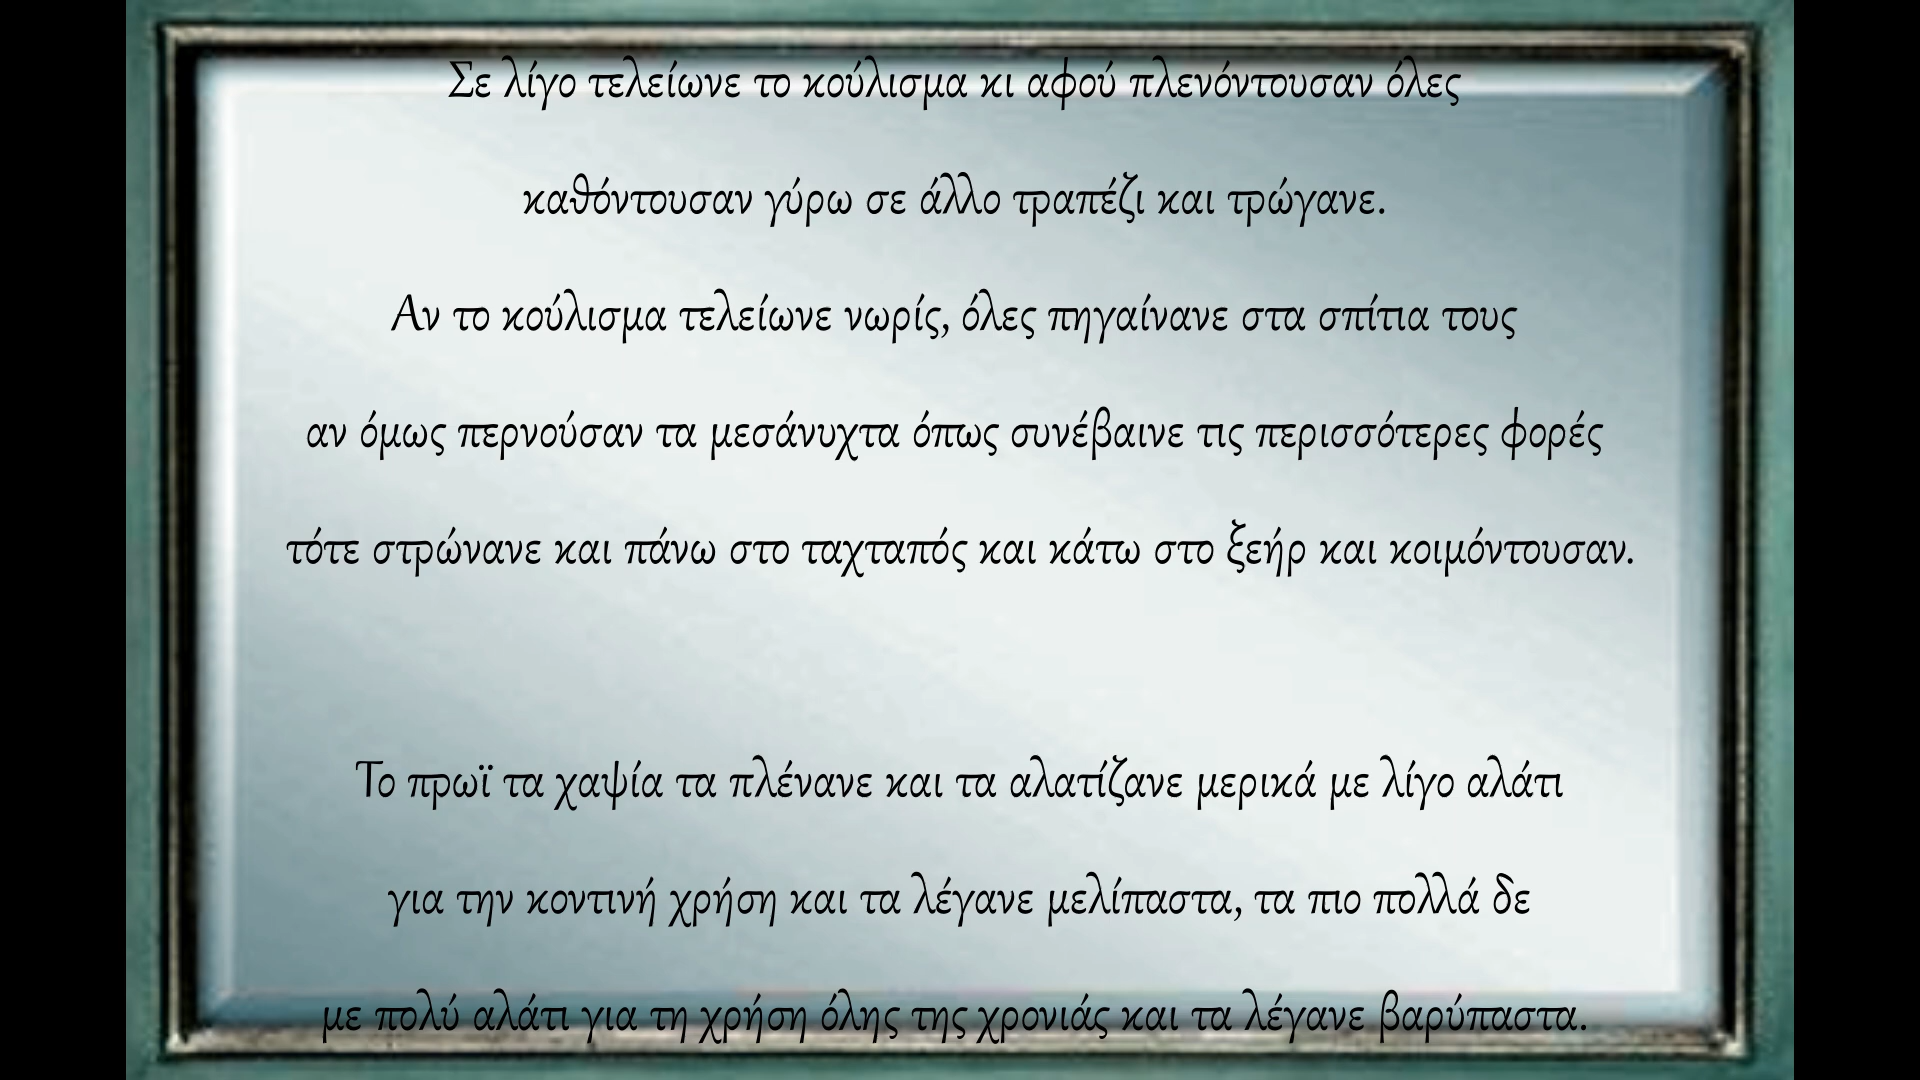 Σε λίγο τελείωνε το κούλισμα κι αφού πλενόντουσαν όλες
καθόντουσαν γύρω σε άλλο τραπέζι και τρώγανε.
Αν το κούλισμα τελείωνε νωρίς, όλες πηγαίνανε στα σπίτια τους
αν όμως περνούσαν τα μεσάνυχτα όπως συνέβαινε τις περισσότερες φορές
τότε στρώνανε και πάνω στο ταχταπός και κάτω στο ξεήρ και κοιμόντουσαν.
Το πρωϊ τα χαψία τα πλένανε και τα αλατίζανε μερικά με λίγο αλάτι
για την κοντινή χρήση και τα λέγανε μελίπαστα, τα πιο πολλά δε
με πολύ αλάτι για τη χρήση όλης της χρονιάς και τα λέγανε βαρύπαστα.